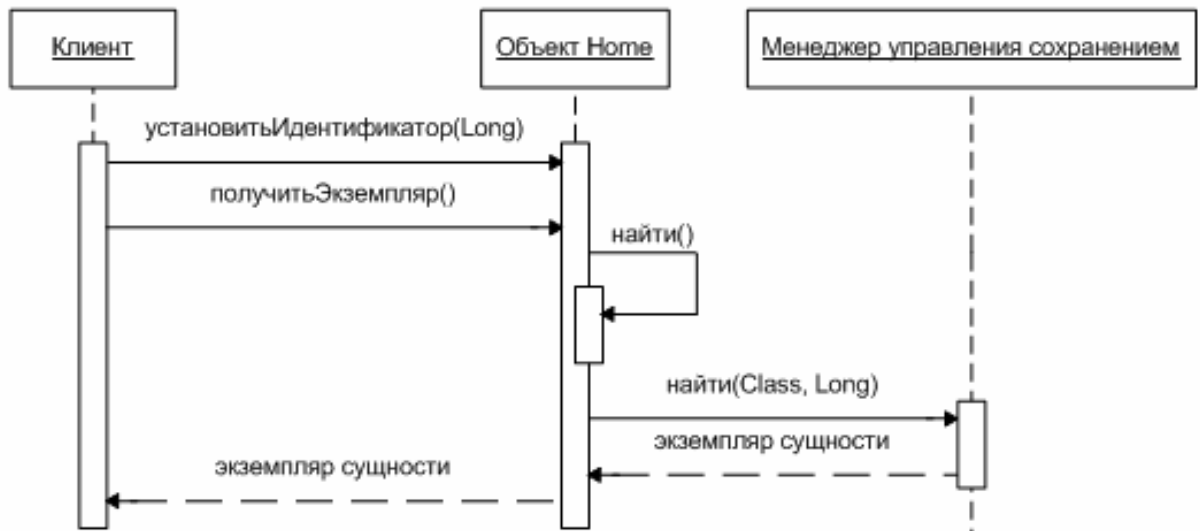 Клиент
Объект Home
Менеджер управления сохранением
установитьИдентификатор(Long)
получитьЭкземпляр()
найти()
найти(Class, Long)
экземпляр сущности
экземпляр сущности